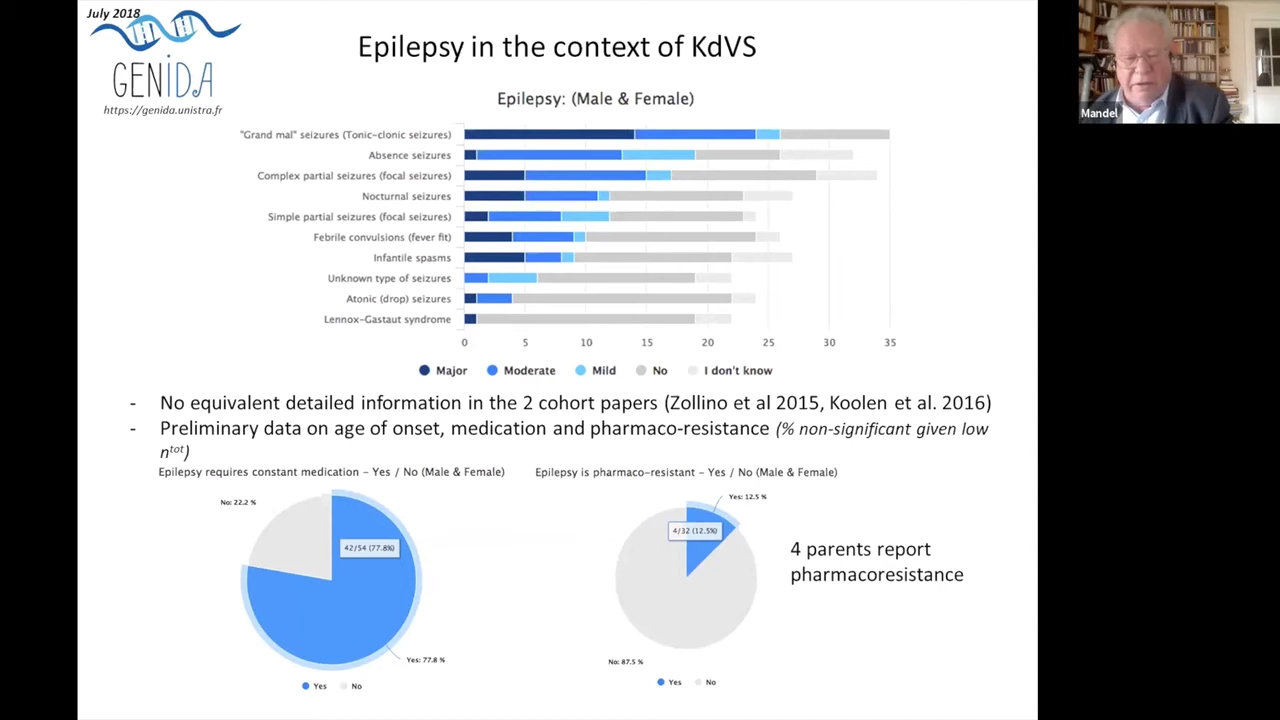 July 2018
GENIDA
https://genida.unistra.fr
Epilepsy in the context of KdVS
Mandel
Epilepsy: (Male & Female)
"Grand mal" seizures (Tonic-clonic seizures)
Absence seizures
Complex partial seizures (focal seizures)
Nocturnal seizures
Simple partial seizures (focal seizures)
Febrile convulsions (fever fit)
Infantile spasms
Unknown type of seizures
Atonic (drop) seizures
Lennox-Gastaut syndrome
0 5 10 15 20 25 30 35
Major Moderate Mild No I don't know
- No equivalent detailed information in the 2 cohort papers (Zollino et al 2015, Koolen et al. 2016)
- Preliminary data on age of onset, medication and pharmaco-resistance (% non-significant given low
ntot)
Epilepsy requires constant medication - Yes / No (Male & Female)
No: 22.2 %
42/54 (77.8%)
Yes: 77.8 %
Yes No
Epilepsy is pharmaco-resistant - Yes / No (Male & Female)
Yes: 12.5 %
4/32 (12.5%)
No: 87.5 %
Yes No
4 parents report
pharmacoresistance